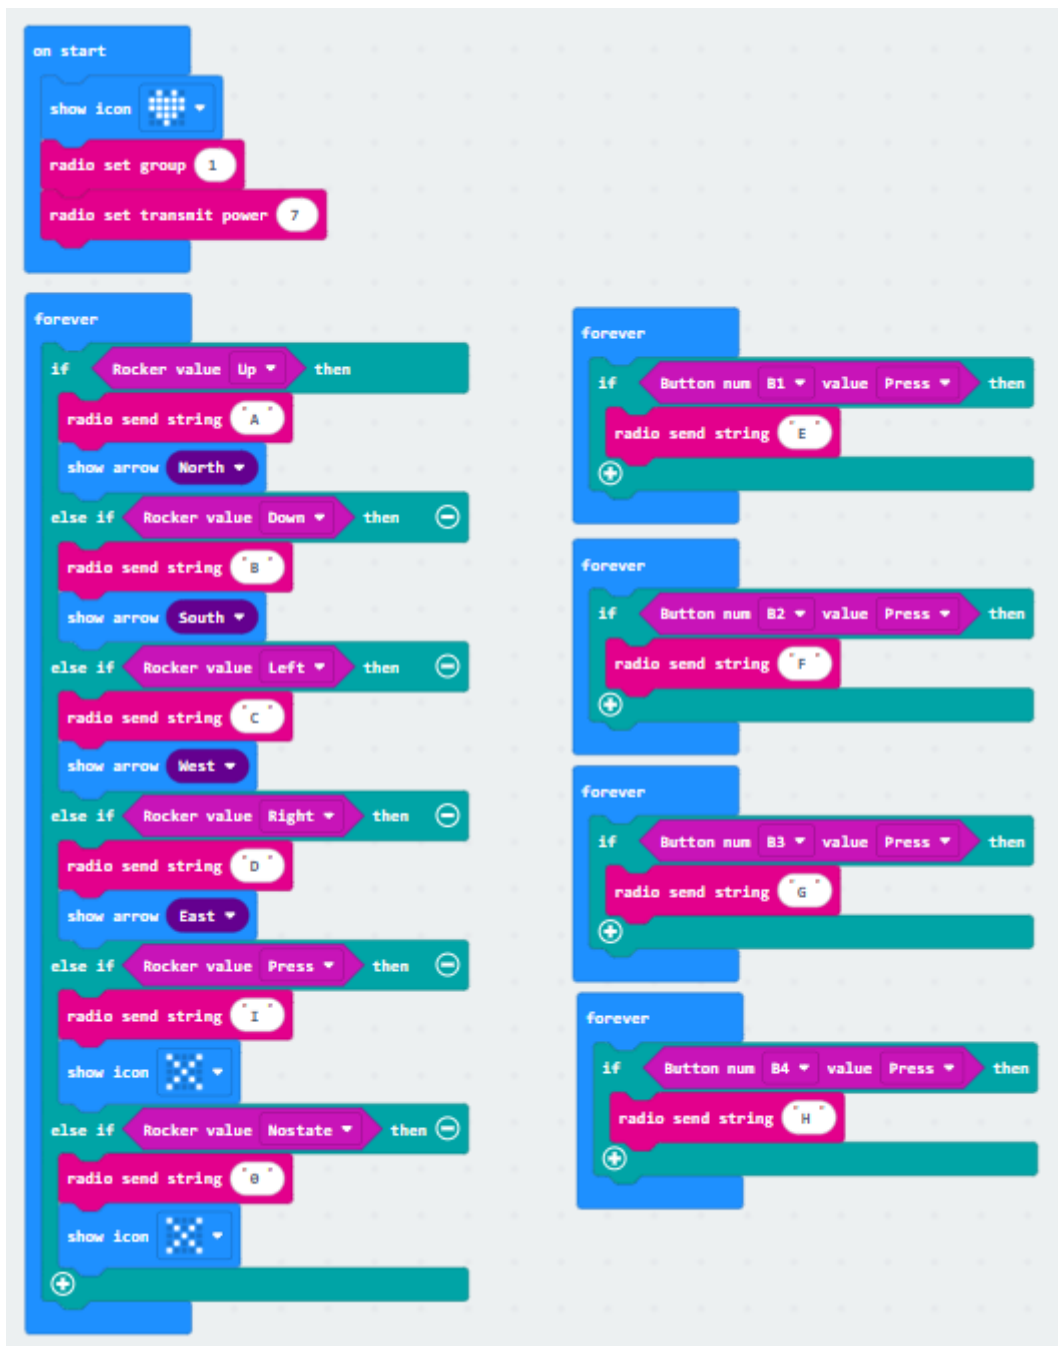 on start
show icon
radio set group 1
radio set transmit power 7
forever
if Rocker value Up then
radio send string "A"
show arrow North
else if Rocker value Down then
radio send string "B"
show arrow South
else if Rocker value Left then
radio send string "C"
show arrow West
else if Rocker value Right then
radio send string "D"
show arrow East
else if Rocker value Press then
radio send string "I"
show icon
else if Rocker value Nostate then
radio send string "0"
show icon
forever
if Button num B1 value Press then
radio send string "E"
forever
if Button num B2 value Press then
radio send string "F"
forever
if Button num B3 value Press then
radio send string "G"
forever
if Button num B4 value Press then
radio send string "H"